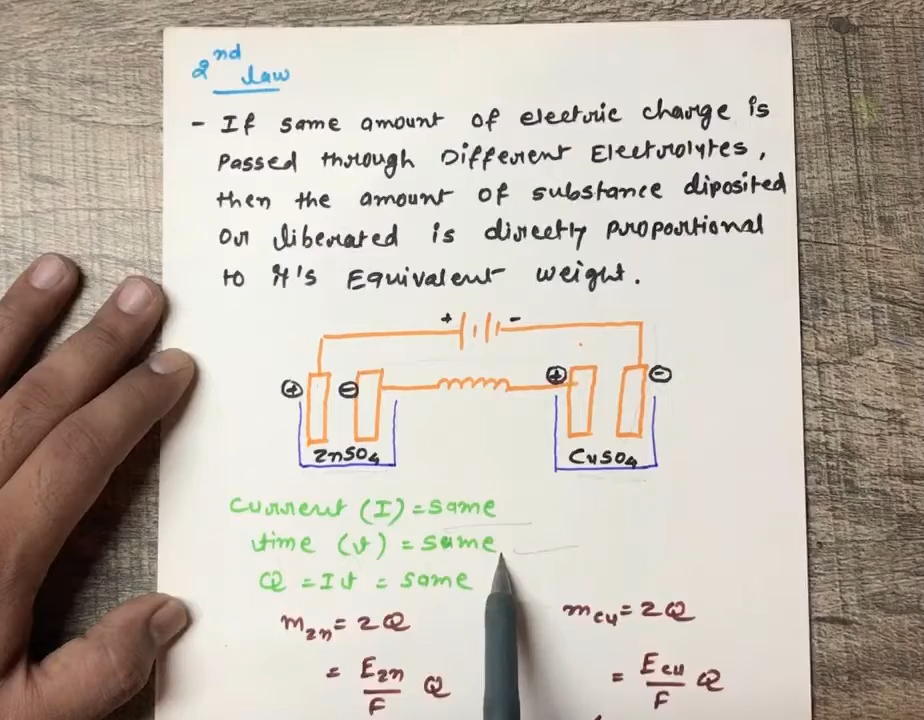 2nd law
- If same amount of electric charge is
Passed through Different Electrolytes,
then the amount of substance diposited
Or liberated is directly proportional
to it's Equivalent weight.
+ -
+ - + -
ZnSO4 CuSO4
Current (I) = same
time (t) = same
Q = It = same
mzn = ZQ mcu = ZQ
= Ezn/F Q = Ecu/F Q